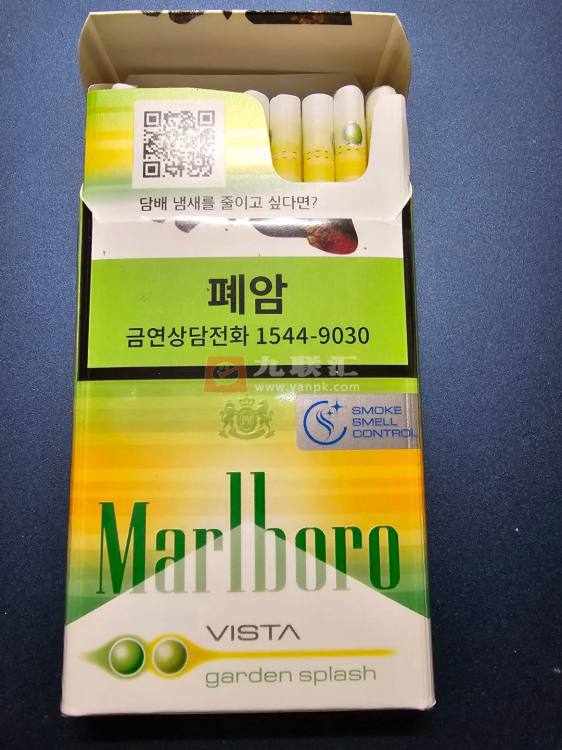 담배 냄새를 줄이고 싶다면?
폐암
금연상담전화 1544-9030
九联汇
www.yanpk.com
SMOKE
SMELL
CONTROL
Marlboro
VISTA
garden splash